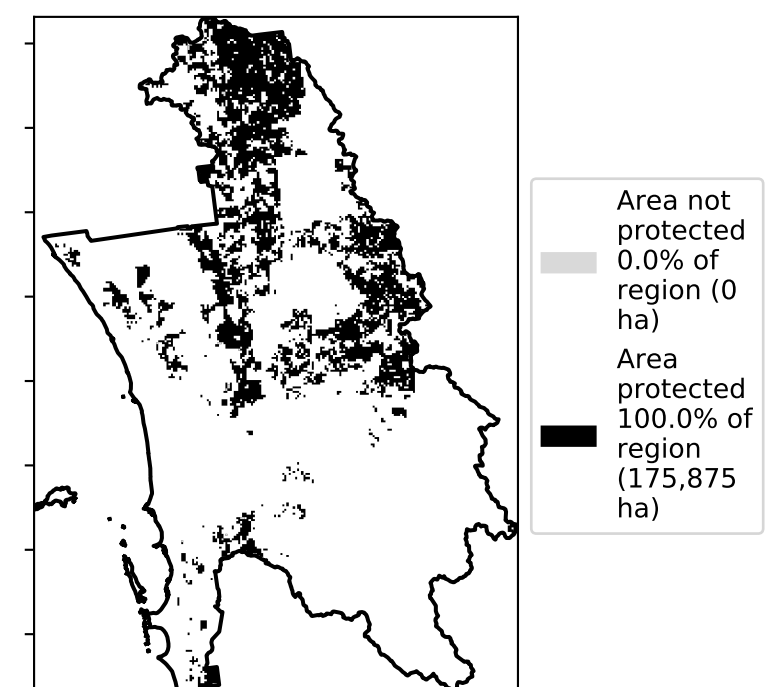 Area not
protected
0.0% of
region (0
ha)
Area
protected
100.0% of
region
(175,875
ha)